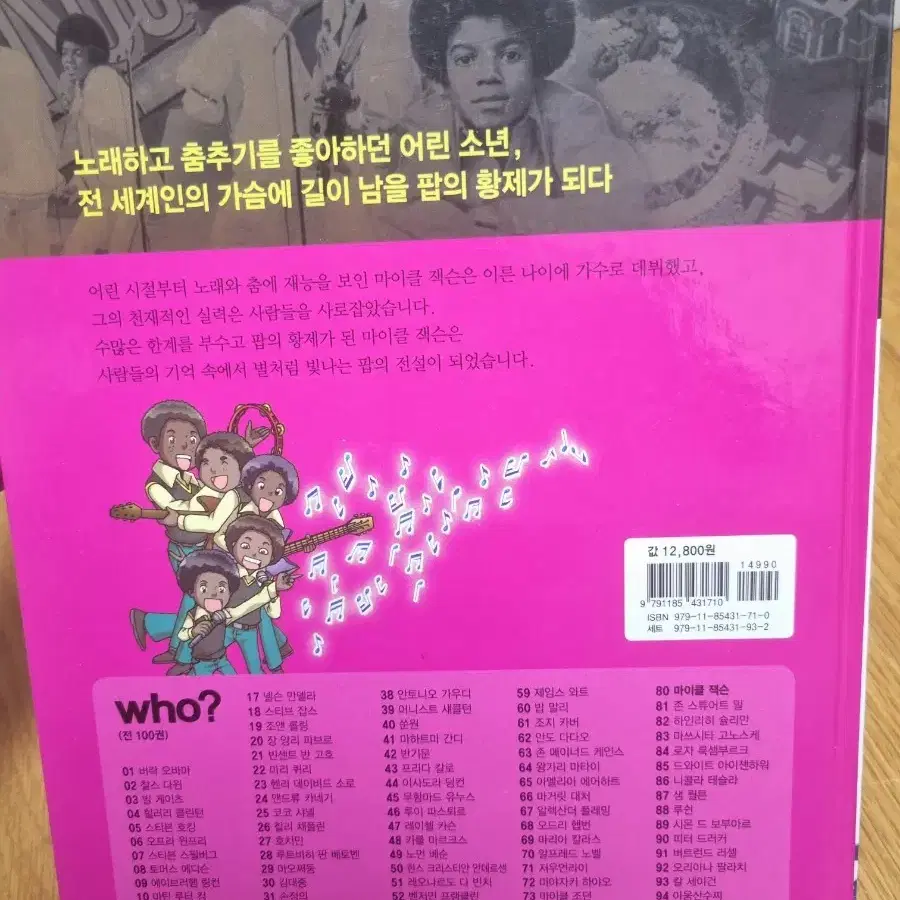 노래하고 춤추기를 좋아하던 어린 소년,
전 세계인의 가슴에 길이 남을 팝의 황제가 되다
어린 시절부터 노래와 춤에 재능을 보인 마이클 잭슨은 이른 나이에 가수로 데뷔했고,
그의 천재적인 실력은 사람들을 사로잡았습니다.
수많은 한계를 부수고 팝의 황제가 된 마이클 잭슨은
사람들의 기억 속에서 별처럼 빛나는 팝의 전설이 되었습니다.
값 12,800원
14990
9 791185 431710
ISBN 979-11-85431-71-0
세트 979-11-85431-93-2
who?
(전 100권)
01 버락 오바마
02 찰스 다윈
03 빌 게이츠
04 힐러리 클린턴
05 스티븐 호킹
06 오프라 윈프리
07 스티븐 스필버그
08 토머스 에디슨
09 에이브러햄 링컨
10 마틴 루터 킹
17 넬슨 만델라
18 스티브 잡스
19 조앤 롤링
20 장 앙리 파브르
21 빈센트 반 고흐
22 마리 퀴리
23 헨리 데이비드 소로
24 앤드류 카네기
25 코코 샤넬
26 찰리 채플린
27 호찌민
28 루트비히 판 베토벤
29 마오쩌둥
30 김대중
31 손정의
38 안토니오 가우디
39 어니스트 섀클턴
40 쑨원
41 마하트마 간디
42 반기문
43 프리다 칼로
44 이사도라 덩컨
45 무함마드 유누스
46 루이 파스퇴르
47 레이첼 카슨
48 카를 마르크스
49 노먼 베순
50 한스 크리스티안 안데르센
51 레오나르도 다 빈치
52 벤저민 프랭클린
59 제임스 와트
60 밥 말리
61 조지 카버
62 안도 다다오
63 존 메이너드 케인스
64 왕가리 마타이
65 아멜리아 에어하트
66 마거릿 대처
67 알렉산더 플레밍
68 오드리 헵번
69 마리아 칼라스
70 알프레드 노벨
71 저우언라이
72 미야자키 하야오
73 마이클 조던
80 마이클 잭슨
81 존 스튜어트 밀
82 하인리히 슐리만
83 마쓰시타 고노스케
84 로자 룩셈부르크
85 드와이트 아이젠하워
86 니콜라 테슬라
87 샘 월튼
88 루쉰
89 시몬 드 보부아르
90 피터 드러커
91 버트런드 러셀
92 오리아나 팔라치
93 칼 세이건
94 아웅산수찌